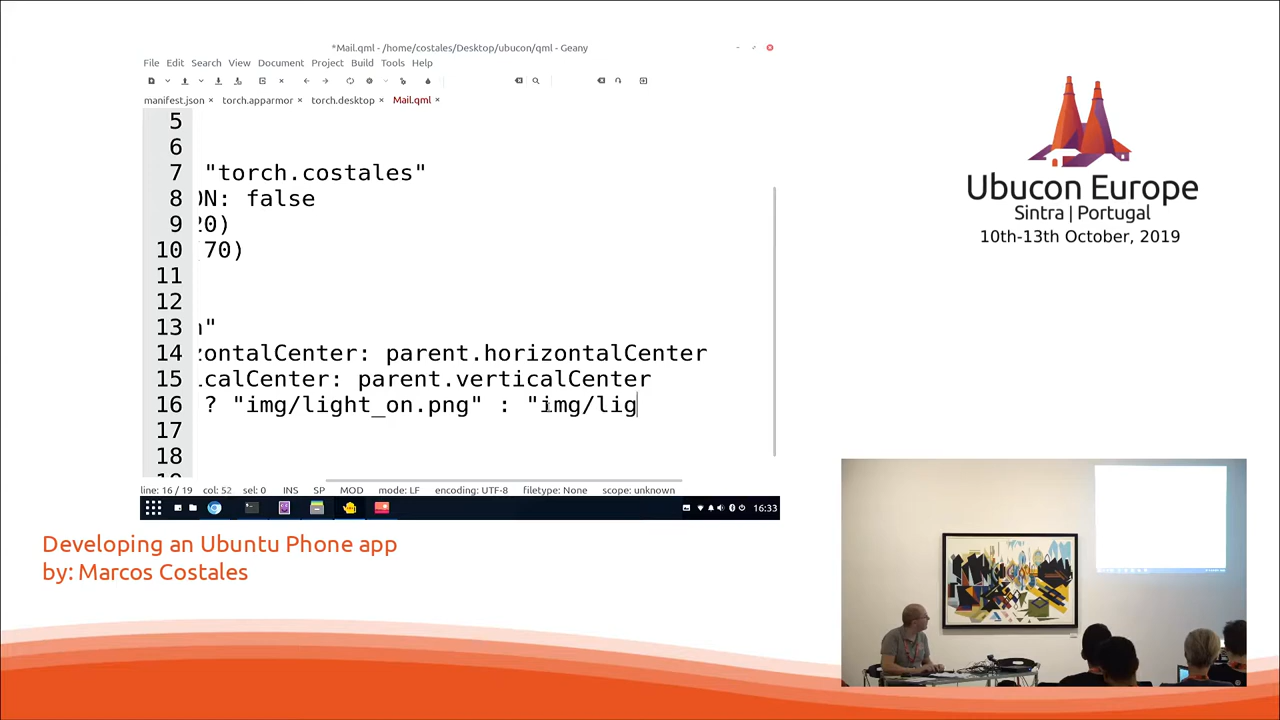 *Mail.qml - /home/costales/Desktop/ubucon/qml - Geany
File Edit Search View Document Project Build Tools Help
manifest.json × torch.apparmor × torch.desktop × Mail.qml ×
5
6
7 "torch.costales"
8 ON: false
9 20)
10 70)
11
12
13 "
14 zontalCenter: parent.horizontalCenter
15 icalCenter: parent.verticalCenter
16 ? "img/light_on.png" : "img/lig
17
18
line: 16 / 19 col: 52 sel: 0 INS SP MOD mode: LF encoding: UTF-8 filetype: None scope: unknown
16:33
Ubucon Europe
Sintra | Portugal
10th-13th October, 2019
Developing an Ubuntu Phone app
by: Marcos Costales